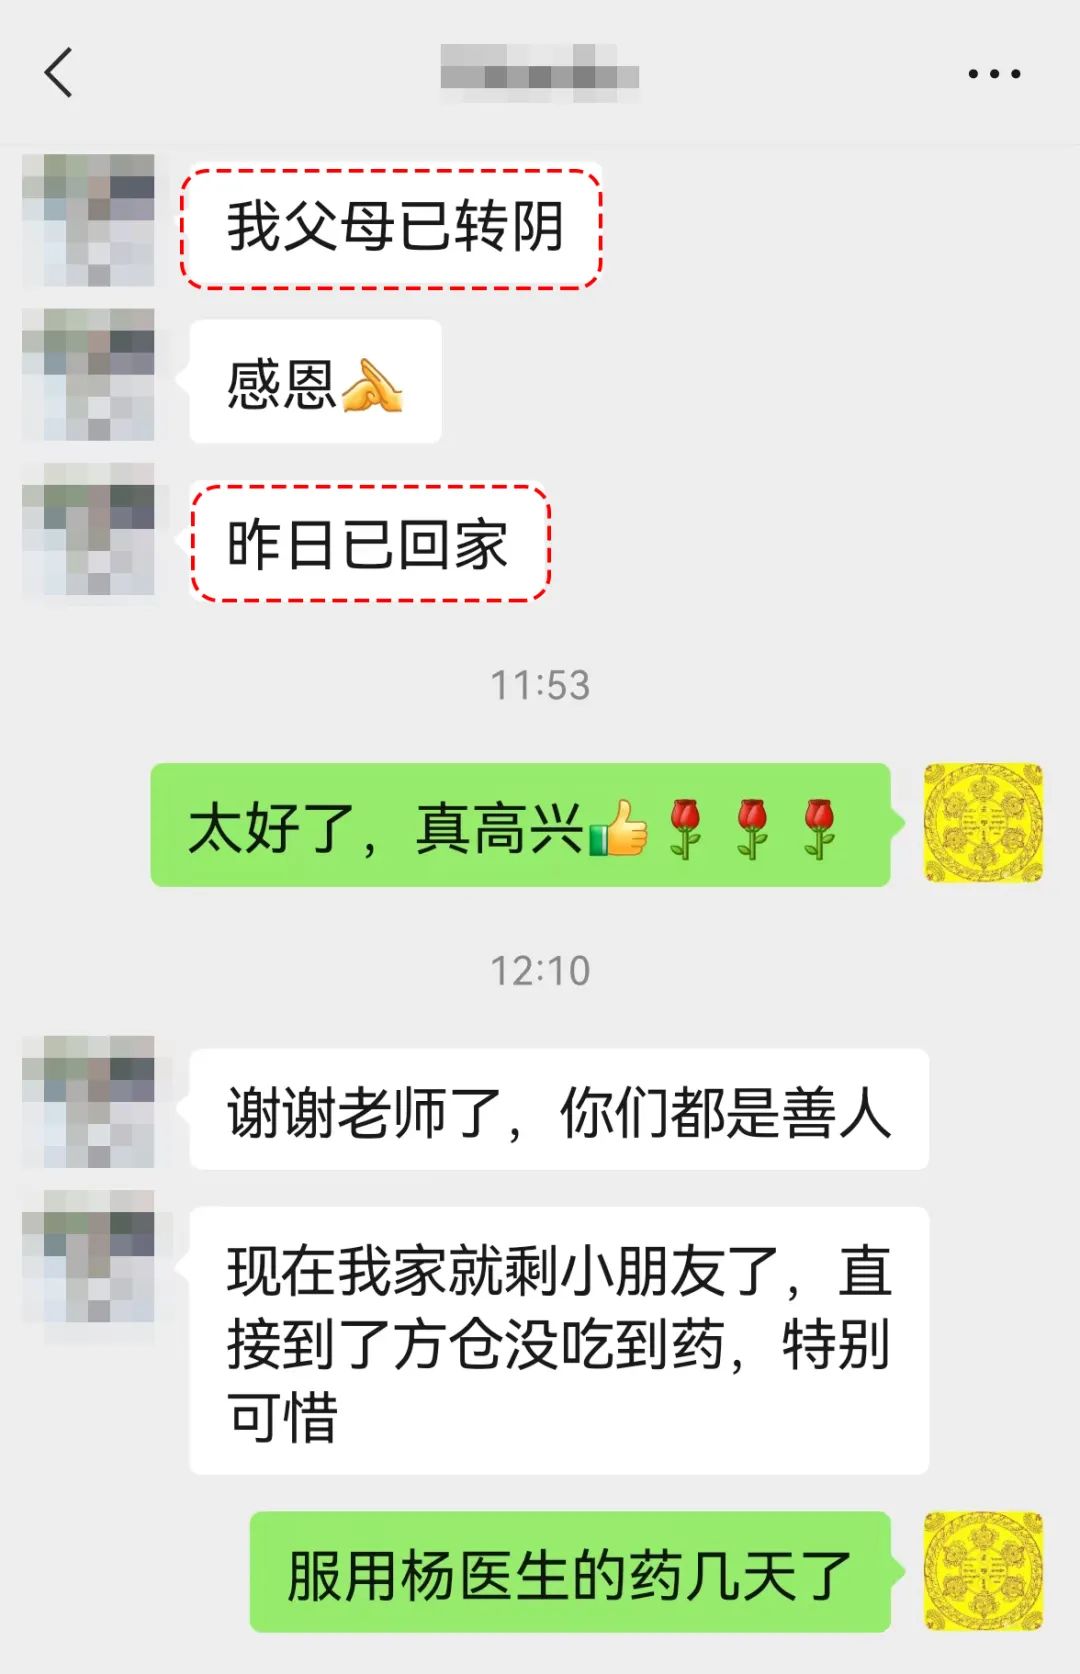 我父母已转阴
感恩🙏
昨日已回家
11:53
太好了，真高兴👍🌹🌹🌹
12:10
谢谢老师了，你们都是善人
现在我家就剩小朋友了，直
接到了方仓没吃到药，特别
可惜
服用杨医生的药几天了